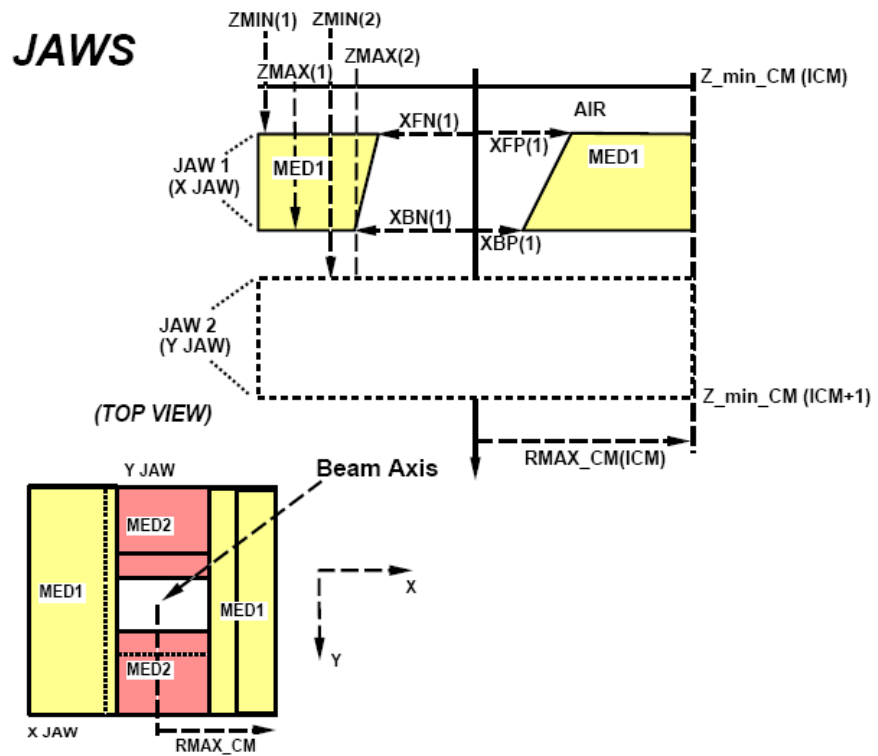 JAWS
ZMIN(1)
ZMIN(2)
ZMAX(1)
ZMAX(2)
Z_min_CM (ICM)
AIR
XFN(1)
XFP(1)
JAW 1
(X JAW)
MED1
MED1
XBN(1)
XBP(1)
JAW 2
(Y JAW)
Z_min_CM (ICM+1)
(TOP VIEW)
RMAX_CM(ICM)
Y JAW
Beam Axis
MED2
MED1
MED1
X
MED2
Y
X JAW
RMAX_CM